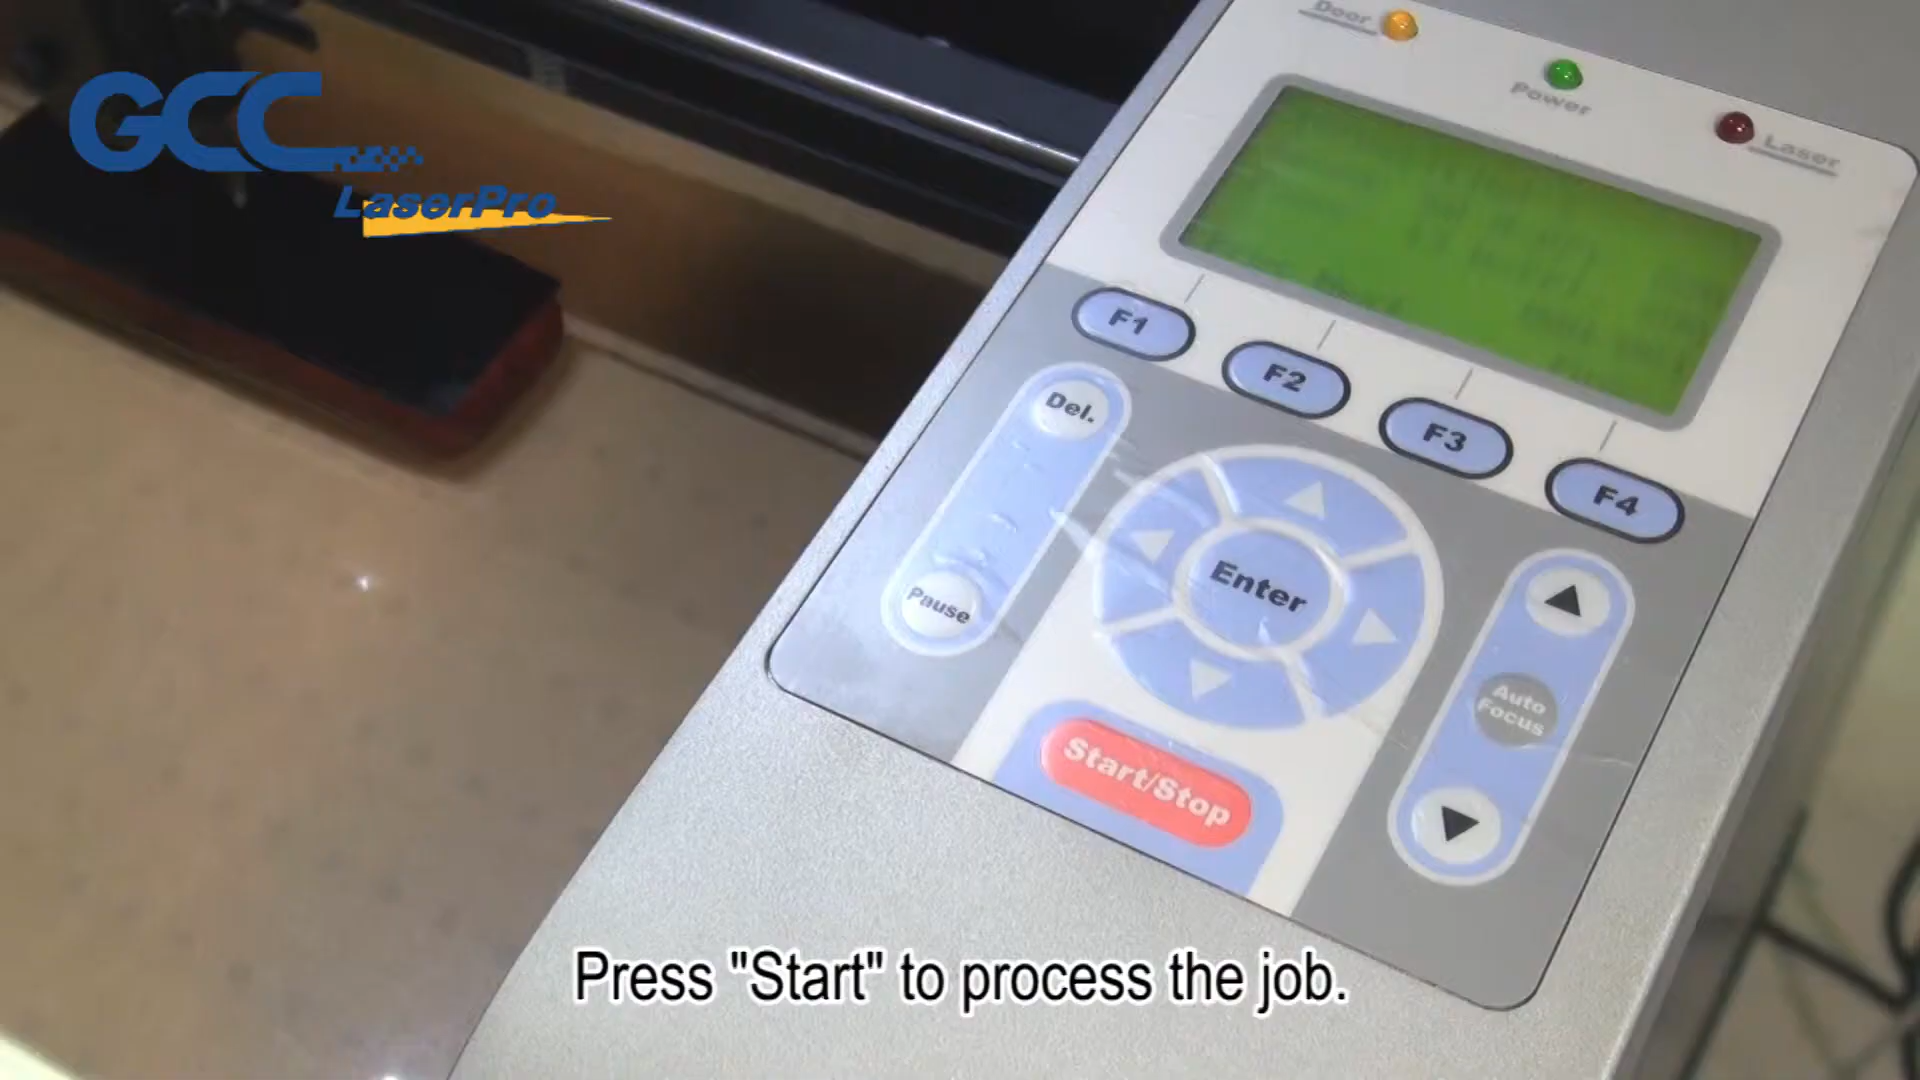 GCC
LaserPro
Door
Power
Laser
F1
F2
F3
F4
Del.
Pause
Enter
Auto
Focus
Start/Stop
Press "Start" to process the job.